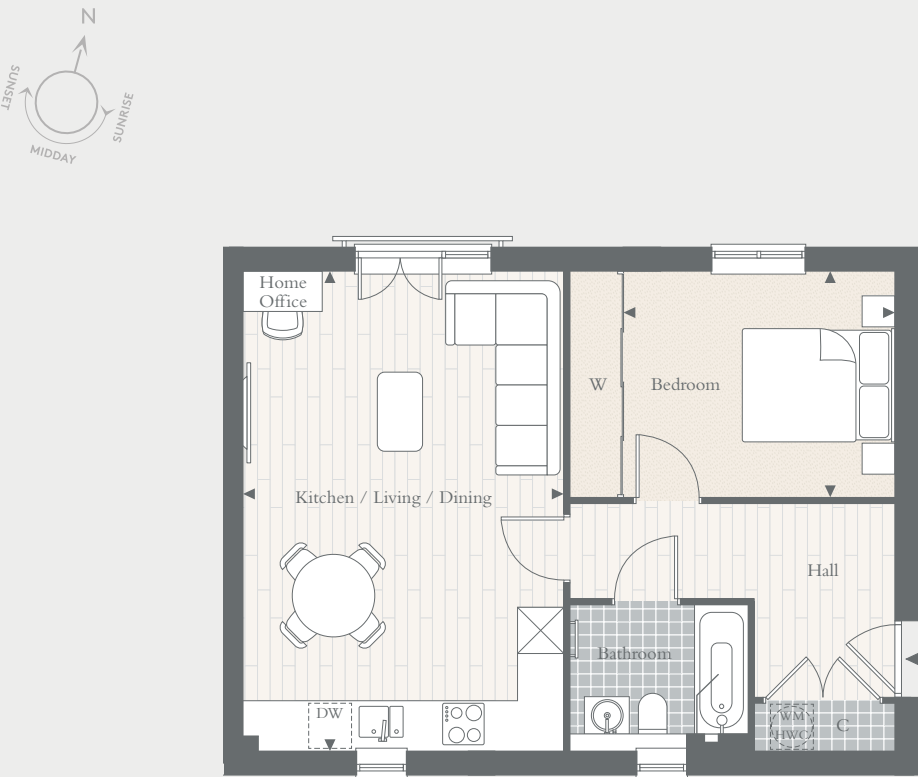 N
SUNSET
SUNRISE
MIDDAY
Home
Office
W
Bedroom
Kitchen / Living / Dining
Hall
Bathroom
DW
WM
HWC
C